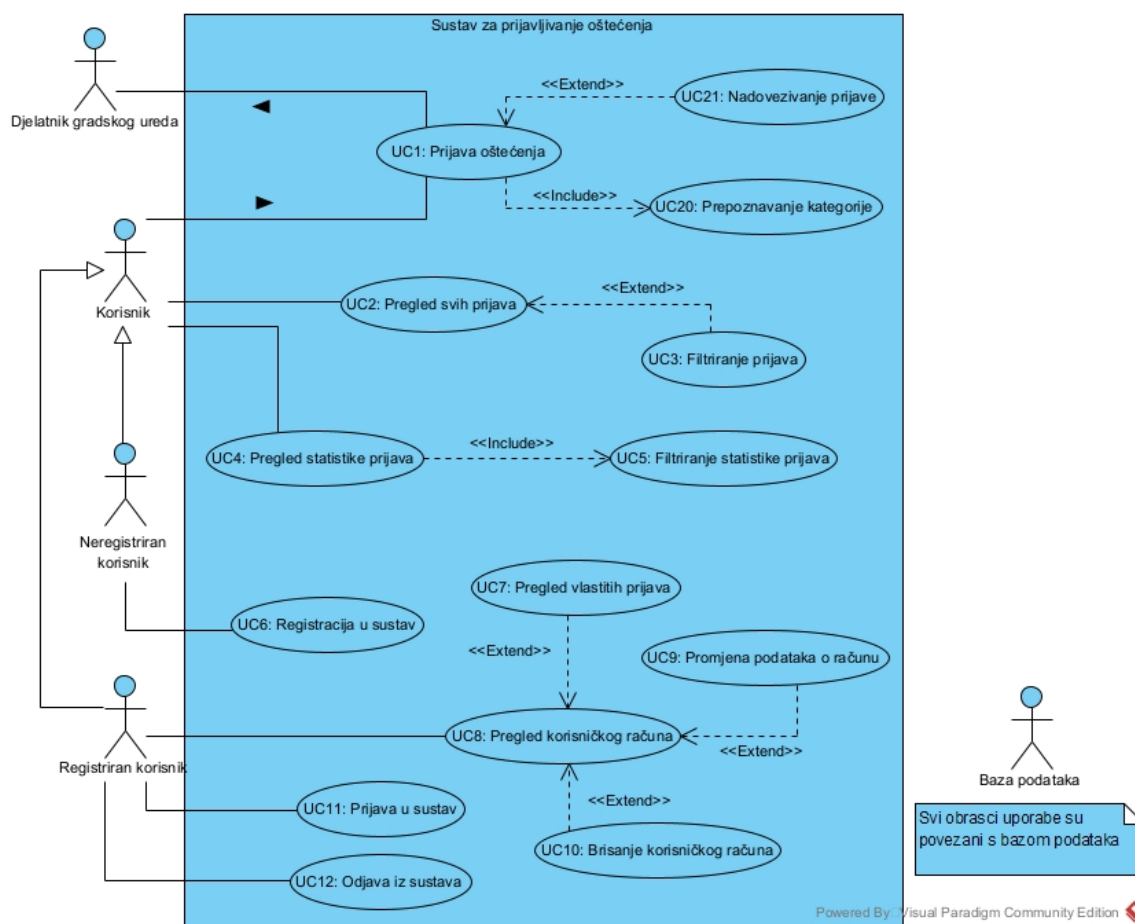 Sustav za prijavljivanje oštećenja
Djelatnik gradskog ureda
<<Extend>>
UC21: Nadovezivanje prijave
UC1: Prijava oštećenja
<<Include>>
UC20: Prepoznavanje kategorije
Korisnik
UC2: Pregled svih prijava
<<Extend>>
UC3: Filtriranje prijava
UC4: Pregled statistike prijava
<<Include>>
UC5: Filtriranje statistike prijava
Neregistriran
korisnik
UC7: Pregled vlastitih prijava
UC6: Registracija u sustav
<<Extend>>
UC9: Promjena podataka o računu
UC8: Pregled korisničkog računa
<<Extend>>
Registriran korisnik
UC11: Prijava u sustav
<<Extend>>
UC10: Brisanje korisničkog računa
UC12: Odjava iz sustava
Baza podataka
Svi obrasci uporabe su
povezani s bazom podataka
Powered By: Visual Paradigm Community Edition